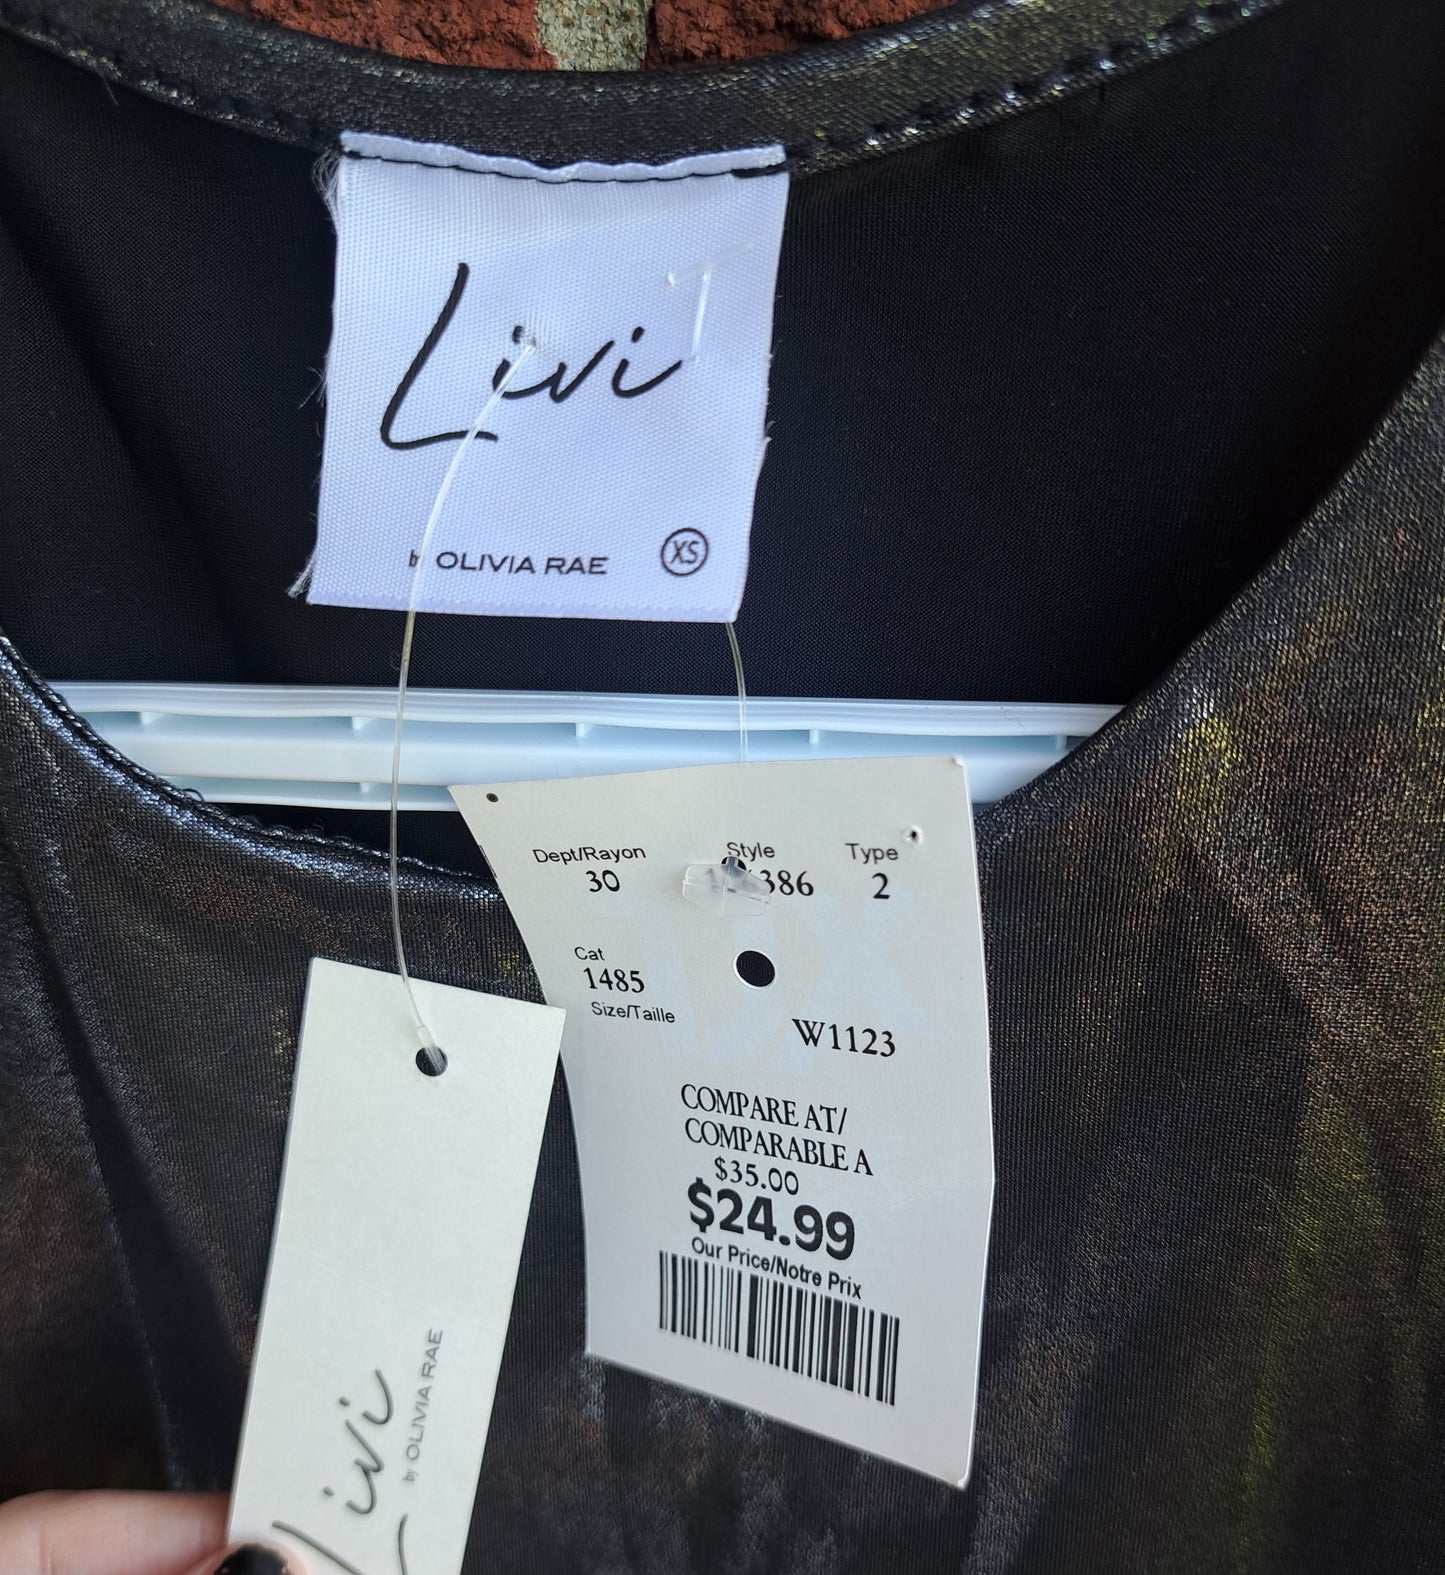 Livi
by OLIVIA RAE XS
Dept/Rayon Style Type
30 386 2
Cat
1485
Size/Taille
W1123
COMPARE AT/
COMPARABLE A
$35.00
$24.99
Our Price/Notre Prix
Livi
by OLIVIA RAE